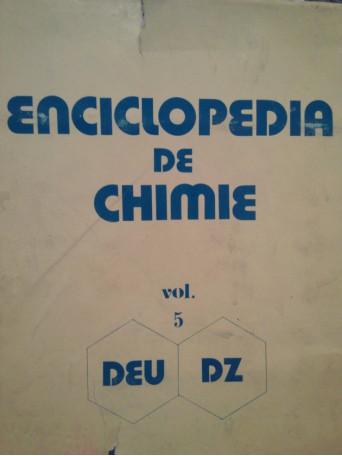 ENCICLOPEDIA
DE
CHIMIE
vol.
5
DEU DZ